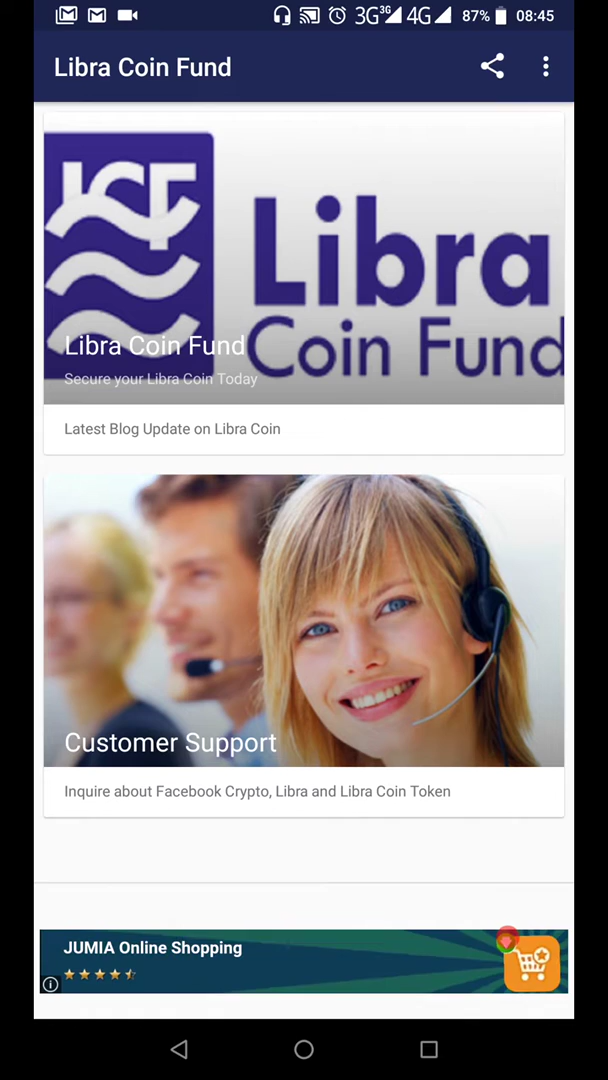 3G 3G 4G 87% 08:45
Libra Coin Fund
Libra
Coin Fund
Libra Coin Fund
Secure your Libra Coin Today
Latest Blog Update on Libra Coin
Customer Support
Inquire about Facebook Crypto, Libra and Libra Coin Token
JUMIA Online Shopping